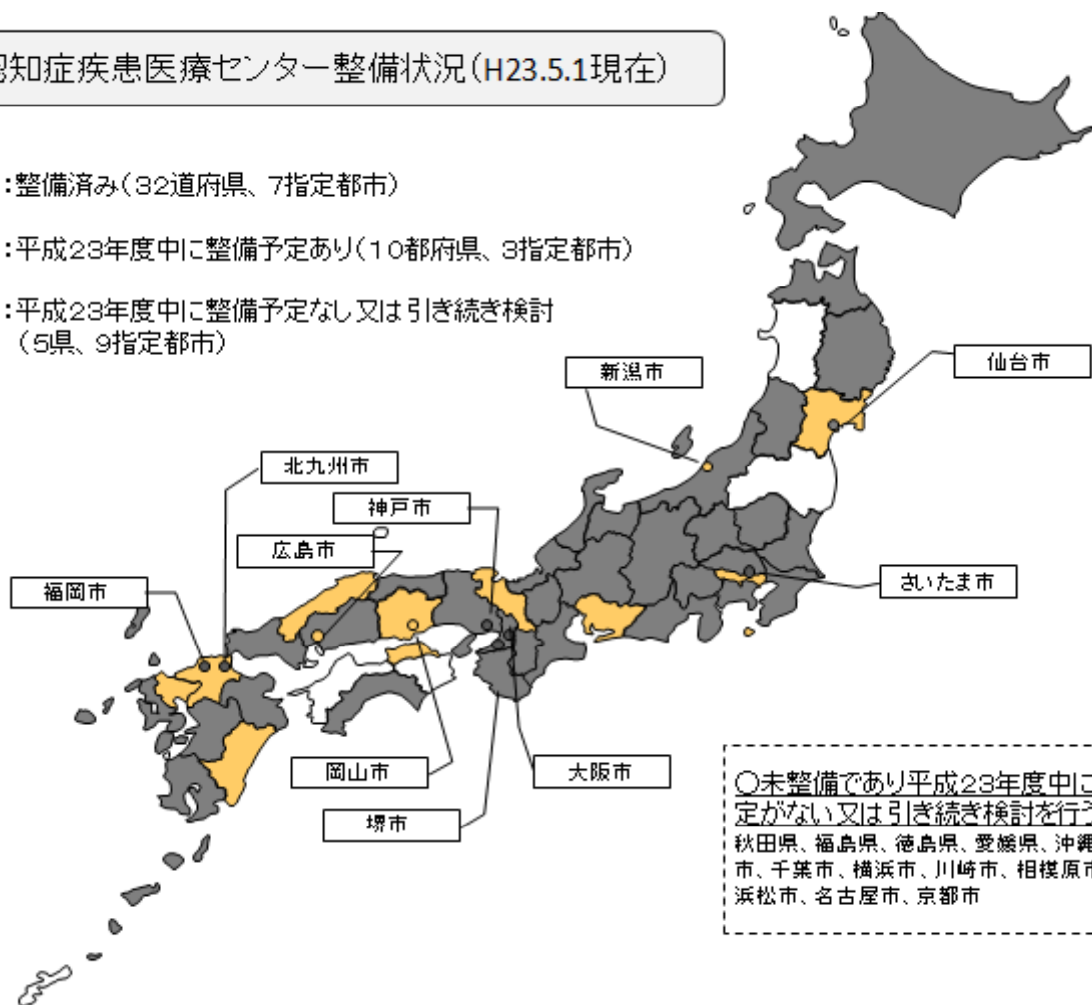 知症疾患医療センター整備状況(H23.5.1現在)
:整備済み(32道府県、7指定都市)
:平成23年度中に整備予定あり(10都府県、3指定都市)
:平成23年度中に整備予定なし又は引き続き検討
(5県、9指定都市)
新潟市
仙台市
北九州市
神戸市
広島市
福岡市
さいたま市
岡山市
大阪市
堺市
○未整備であり平成23年度中に
定がない又は引き続き検討を行う
秋田県、福島県、徳島県、愛媛県、沖縄
市、千葉市、横浜市、川崎市、相模原市
浜松市、名古屋市、京都市